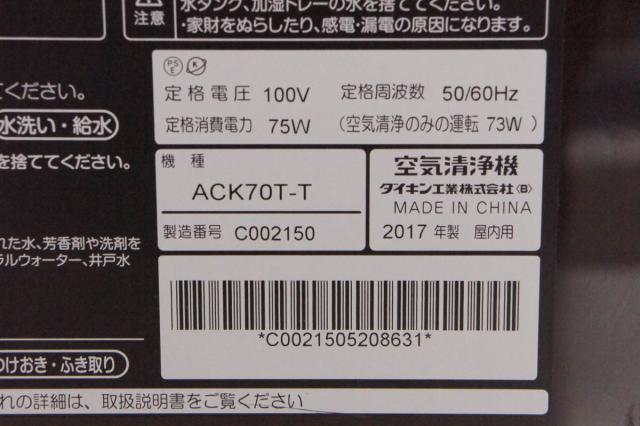 水タンク、加湿トレーの水を捨ててください。
注意
・家財をぬらしたり、感電・漏電の原因になります。
てください。
水洗い・給水
を捨ててください。
れた水、芳香剤や洗剤を
ラルウォーター、井戸水
つけおき・ふき取り
PS
E
定格電圧 100V 定格周波数 50/60Hz
定格消費電力 75W (空気清浄のみの運転 73W)
機種
ACK70T-T
製造番号 C002150
空気清浄機
ダイキン工業株式会社〈B〉
MADE IN CHINA
2017 年製 屋内用
*C0021505208631*
れの詳細は、取扱説明書をご覧ください